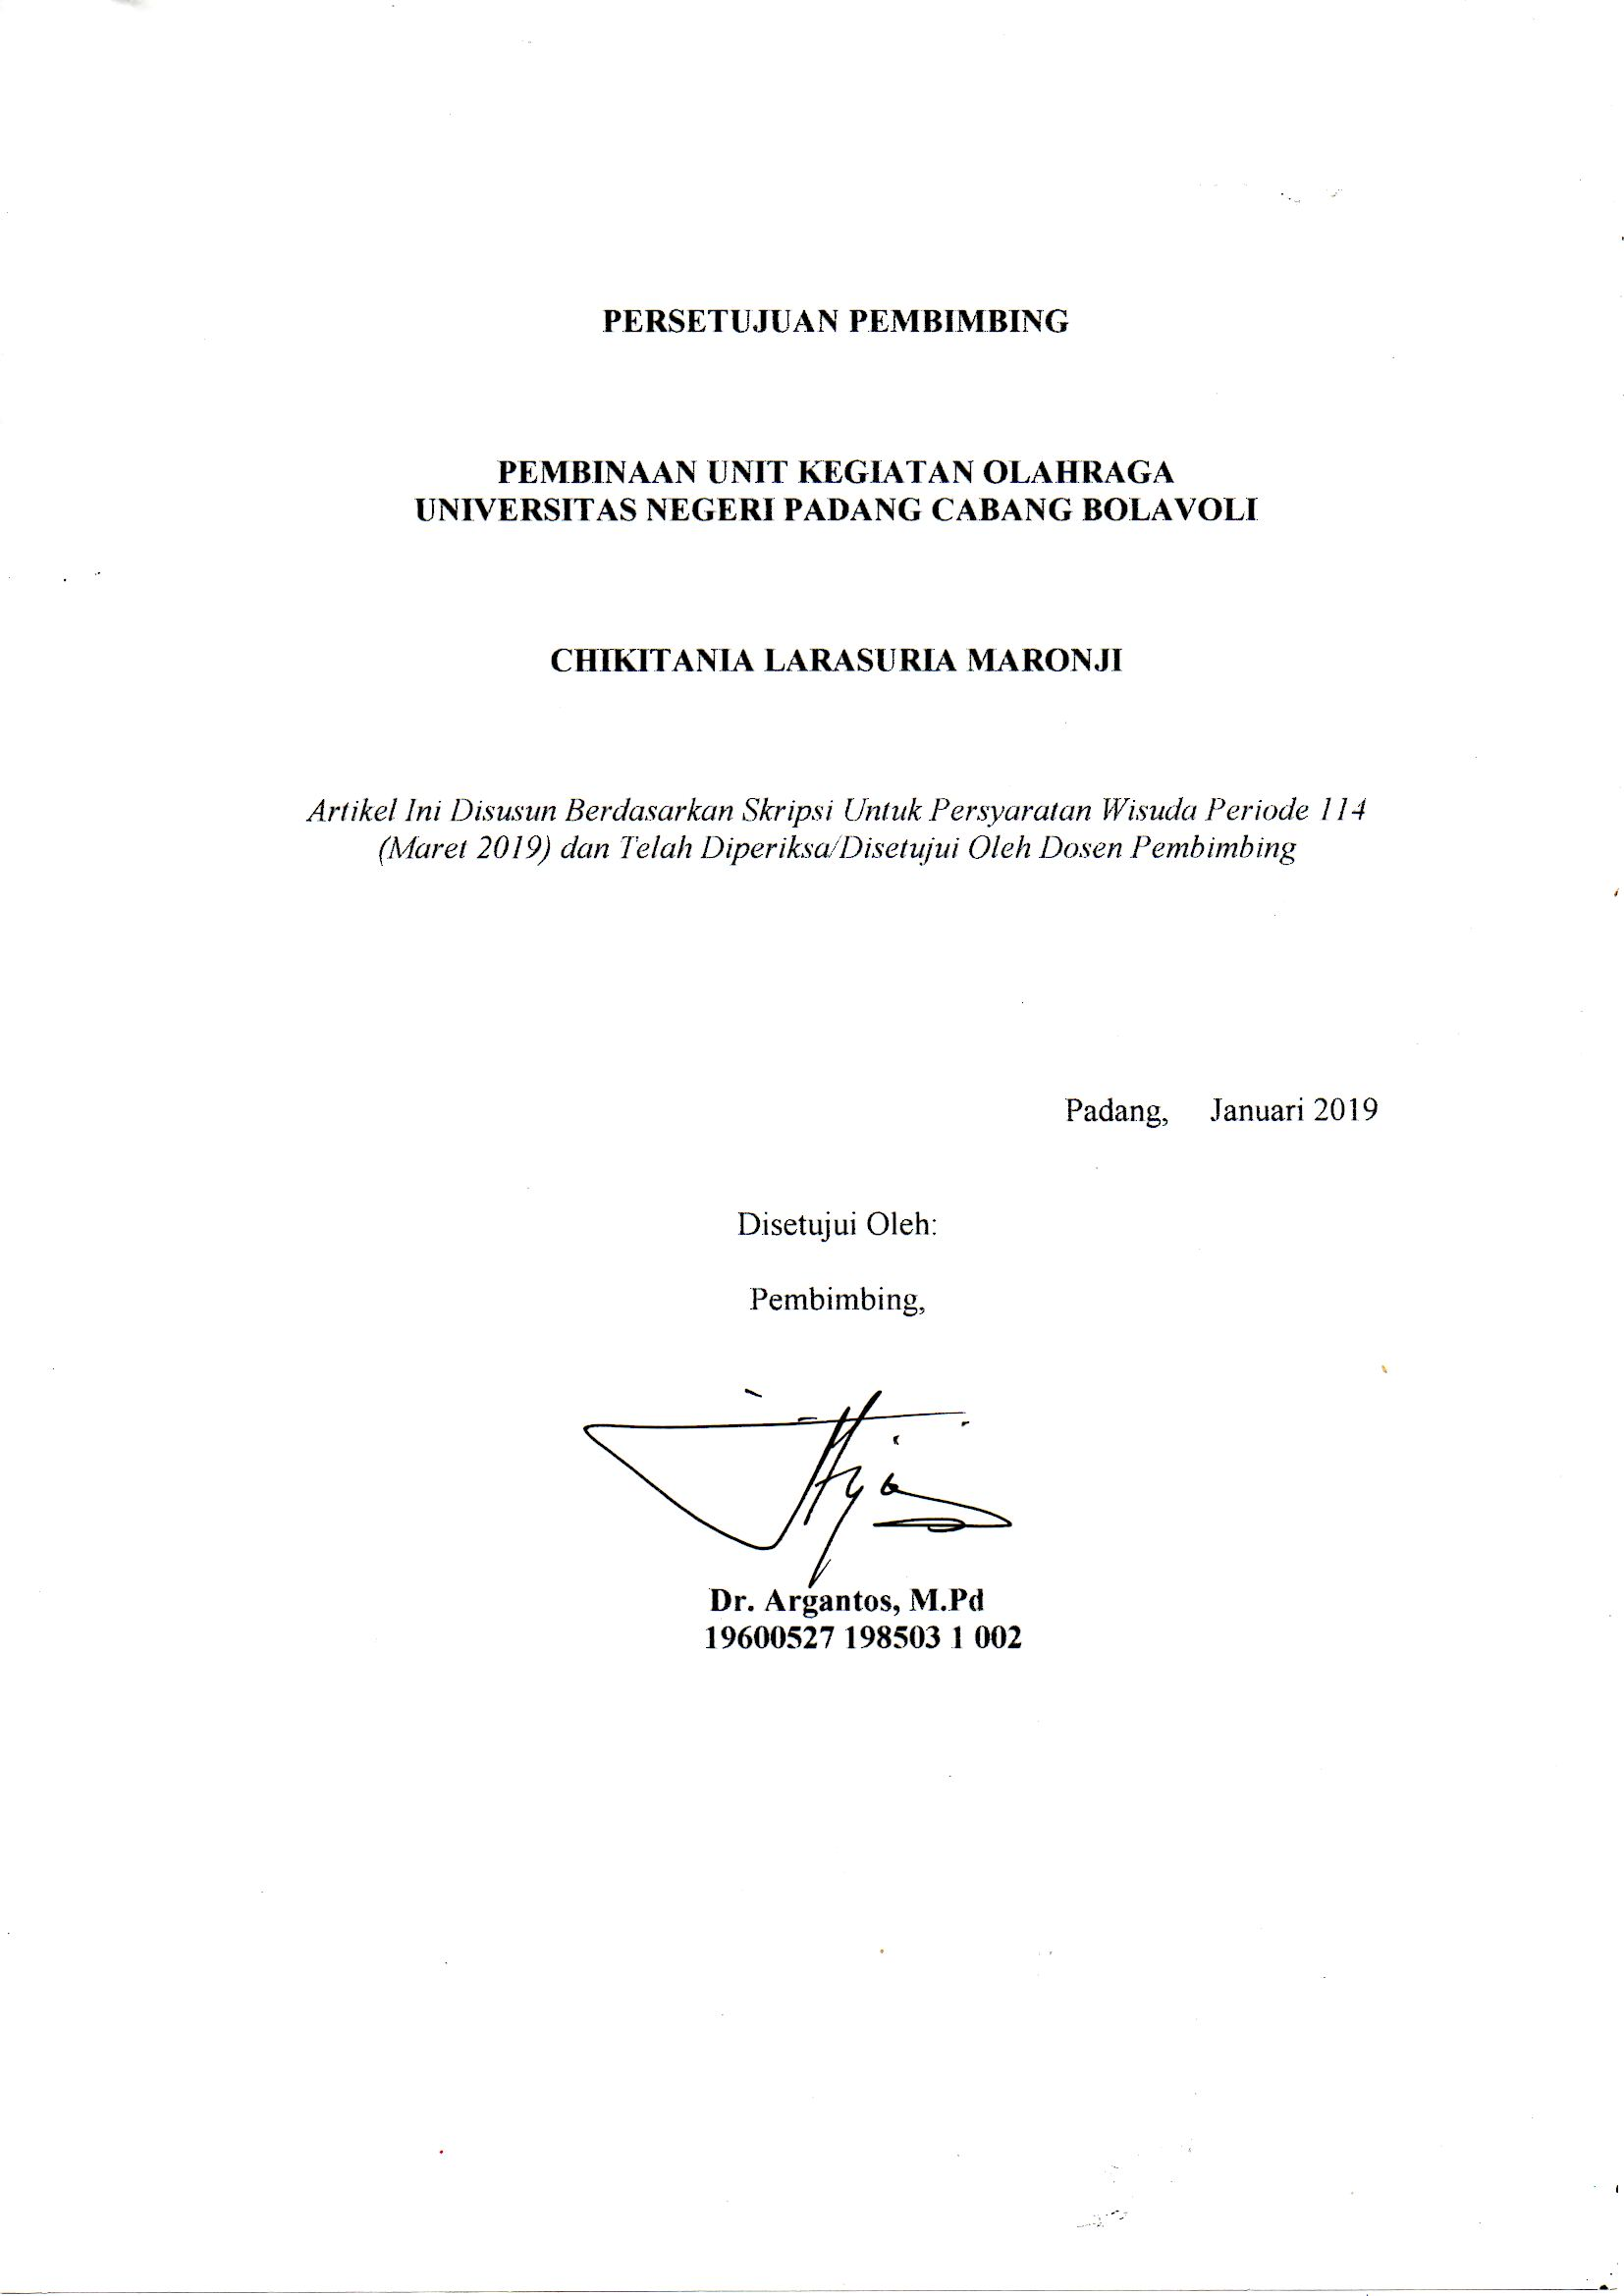 PERSETUJUAN PEMBIMBING
PEMBINAAN UNIT KEGIATAN OLAHRAGA
UNIVERSITAS NEGERI PADANG CABANG BOLAVOLI
CHIKITANIA LARASURIA MARONJI
Artikel Ini Disusun Berdasarkan Skripsi Untuk Persyaratan Wisuda Periode 114
(Maret 2019) dan Telah Diperiksa/Disetujui Oleh Dosen Pembimbing
Padang, Januari 2019
Disetujui Oleh:
Pembimbing,
Dr. Argantos, M.Pd
19600527 198503 1 002